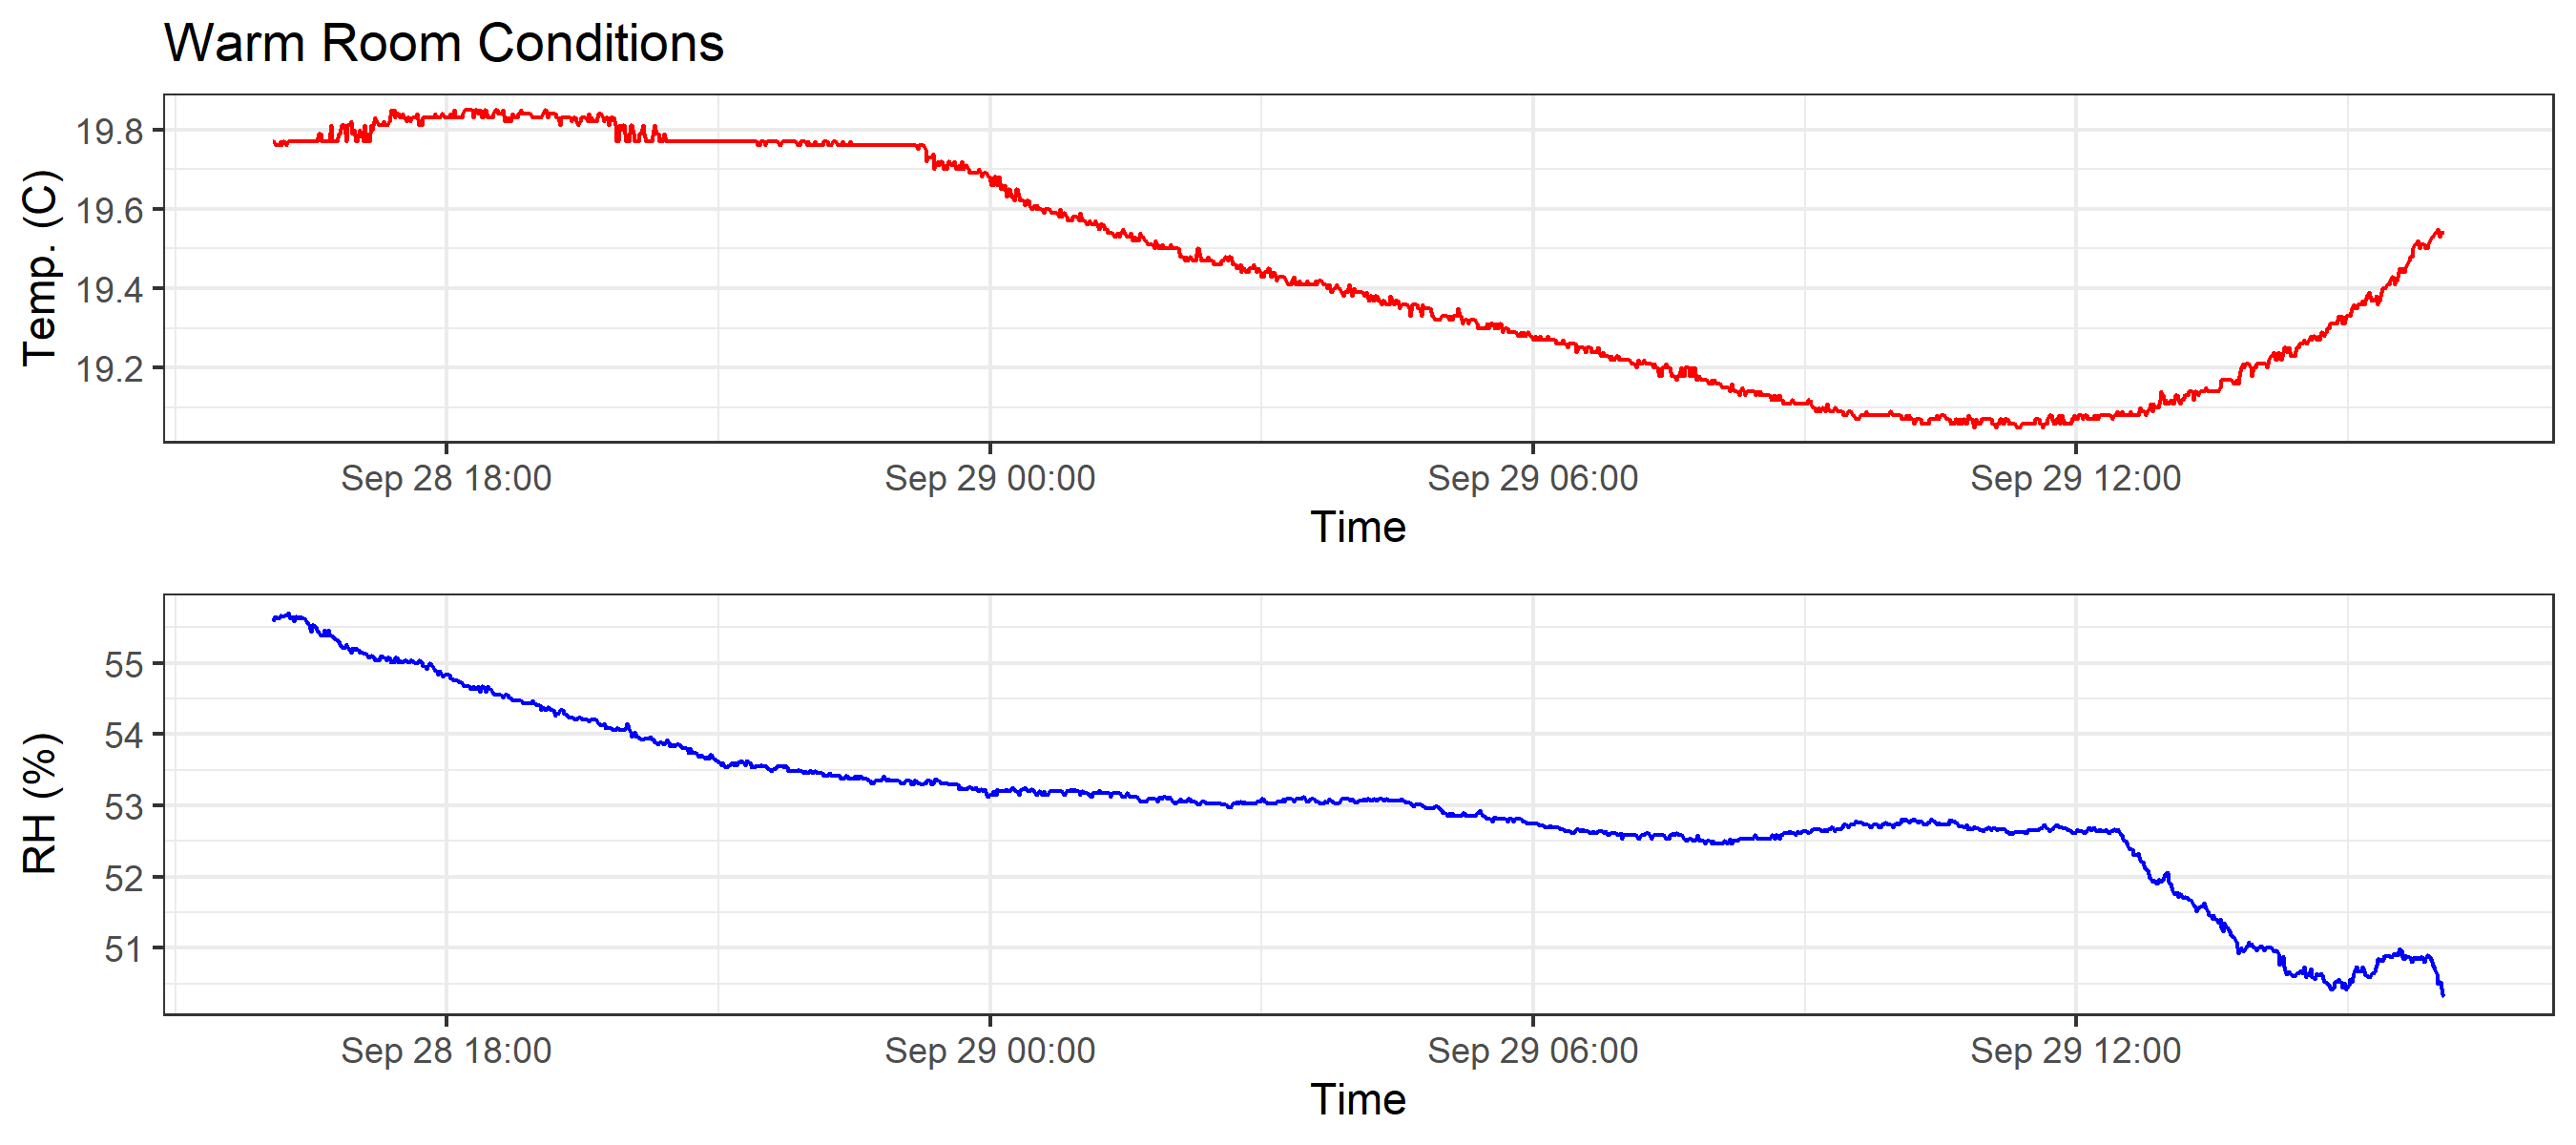 Warm Room Conditions
Temp. (C)
19.8
19.6
19.4
19.2
Sep 28 18:00 Sep 29 00:00 Sep 29 06:00 Sep 29 12:00
Time
RH (%)
55
54
53
52
51
Sep 28 18:00 Sep 29 00:00 Sep 29 06:00 Sep 29 12:00
Time